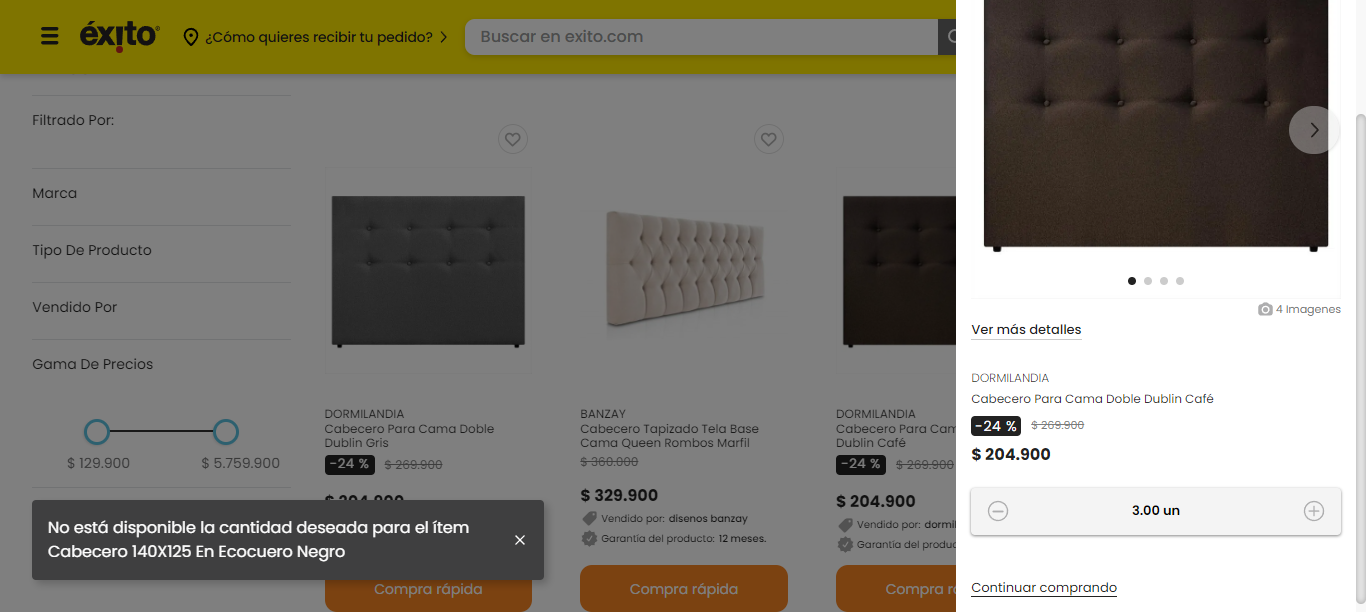 éxito
¿Cómo quieres recibir tu pedido?
Buscar en exito.com
Filtrado Por:
Marca
Tipo De Producto
Vendido Por
Gama De Precios
$ 129.900
$ 5.759.900
DORMILANDIA
Cabecero Para Cama Doble
Dublin Gris
-24 % $ 269.900
$ 204.900
Compra rápida
BANZAY
Cabecero Tapizado Tela Base
Cama Queen Rombos Marfil
$ 360.000
$ 329.900
Vendido por: disenos banzay
Garantía del producto: 12 meses.
Compra rápida
DORMILANDIA
Cabecero Para Cam
Dublin Café
-24 % $ 269.900
$ 204.900
Vendido por: dormil
Garantía del produc
Compra r
No está disponible la cantidad deseada para el ítem
Cabecero 140X125 En Ecocuero Negro
4 Imagenes
Ver más detalles
DORMILANDIA
Cabecero Para Cama Doble Dublin Café
-24 % $ 269.900
$ 204.900
3.00 un
Continuar comprando